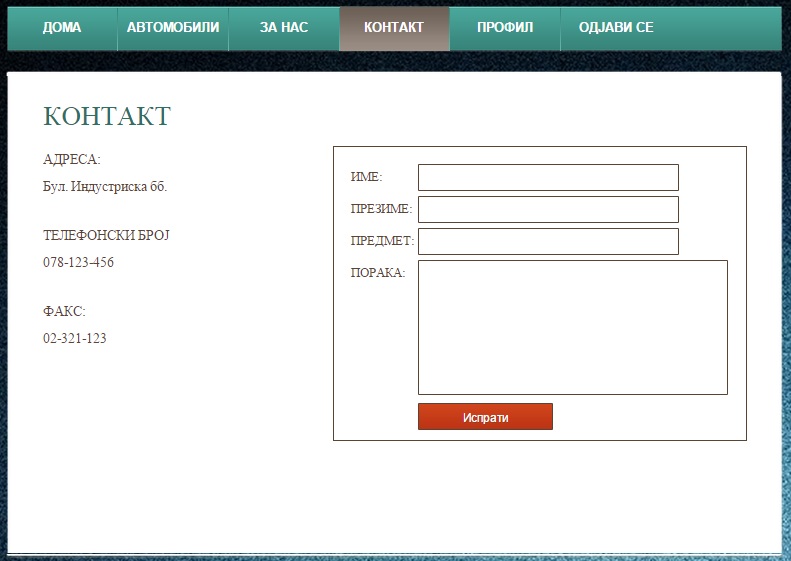 ДОМА АВТОМОБИЛИ ЗА НАС КОНТАКТ ПРОФИЛ ОДЈАВИ СЕ
КОНТАКТ
АДРЕСА:
Бул. Индустриска бб.
ТЕЛЕФОНСКИ БРОЈ
078-123-456
ФАКС:
02-321-123
ИМЕ:
ПРЕЗИМЕ:
ПРЕДМЕТ:
ПОРАКА:
Испрати